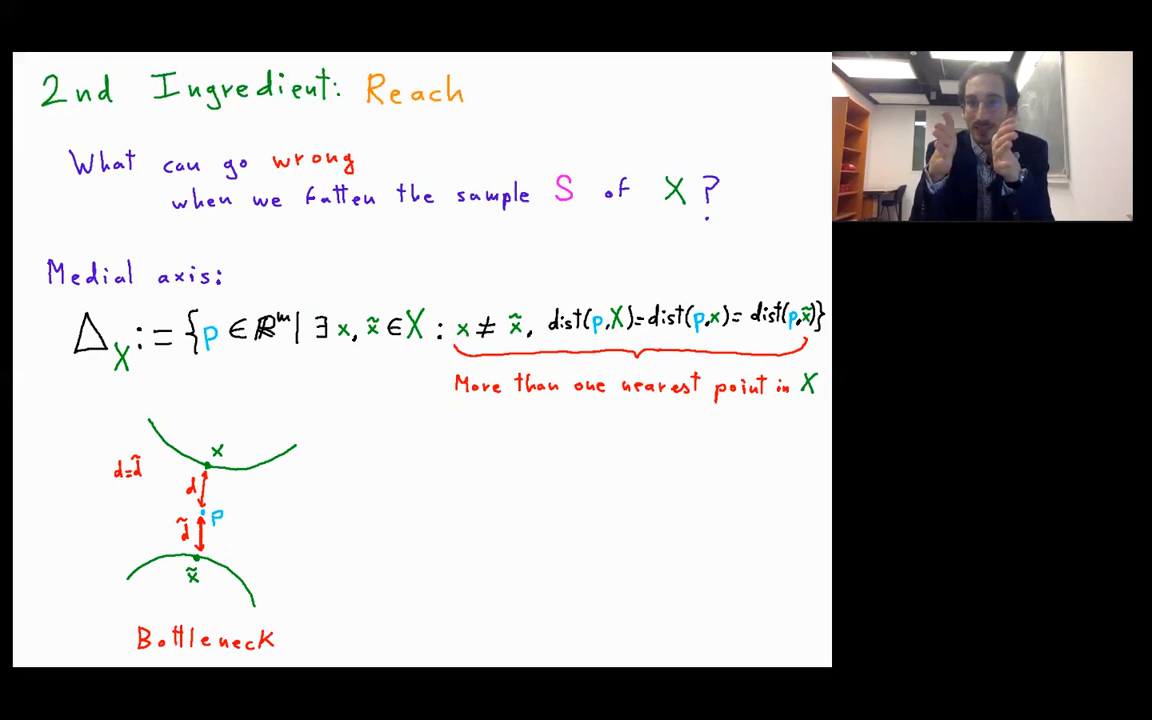 2nd Ingredient: Reach
What can go wrong
when we fatten the sample S of X?
Medial axis:
Δ_X := {p ∈ ℝᵐ | ∃ x, x̃ ∈ X : x ≠ x̃, dist(p,X)=dist(p,x)=dist(p,x̃)}
More than one nearest point in X
x
d=d̃
d
p
d̃
x̃
Bottleneck